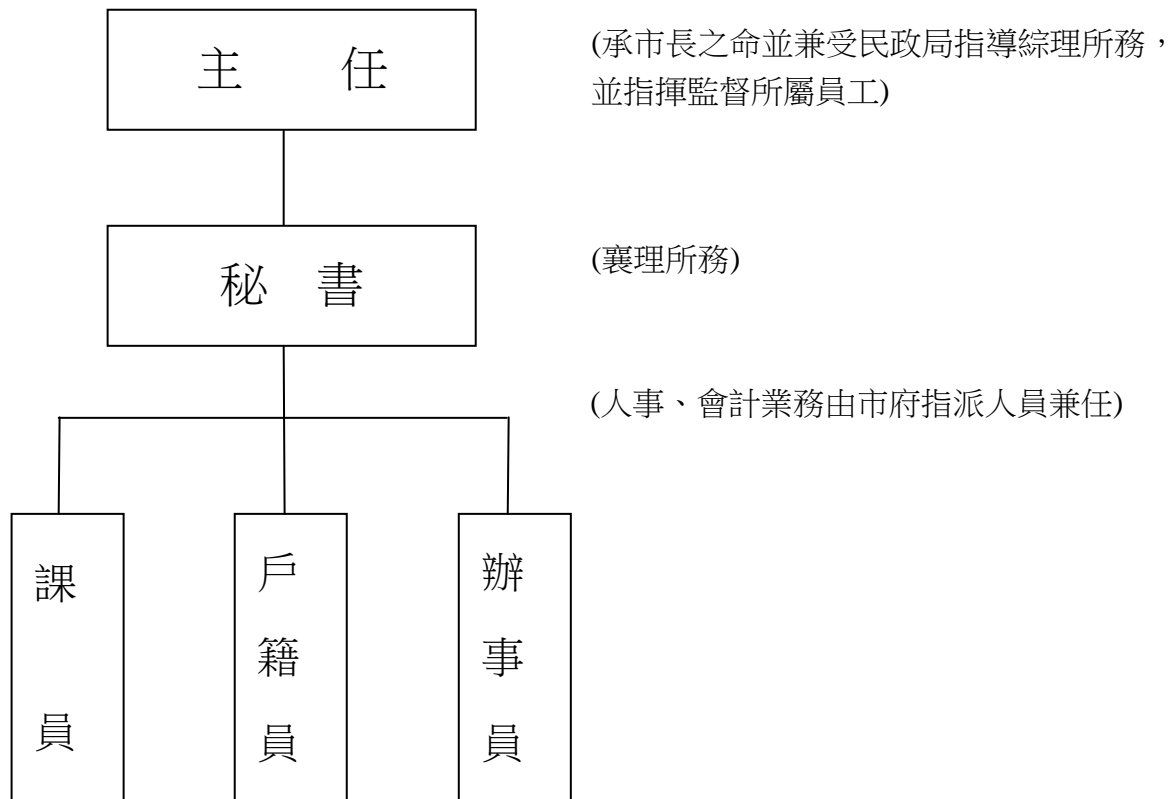 主　　任
(承市長之命並兼受民政局指導綜理所務，
並指揮監督所屬員工)
秘　書
(襄理所務)
(人事、會計業務由市府指派人員兼任)
課員
戶籍員
辦事員